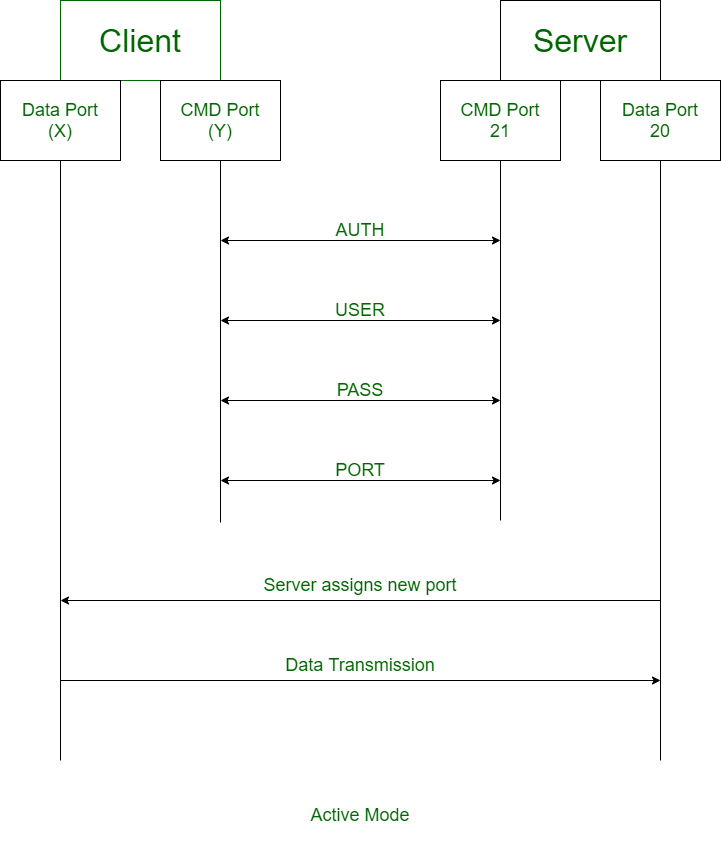 Client
Server
Data Port
(X)
CMD Port
(Y)
CMD Port
21
Data Port
20
AUTH
USER
PASS
PORT
Server assigns new port
Data Transmission
Active Mode